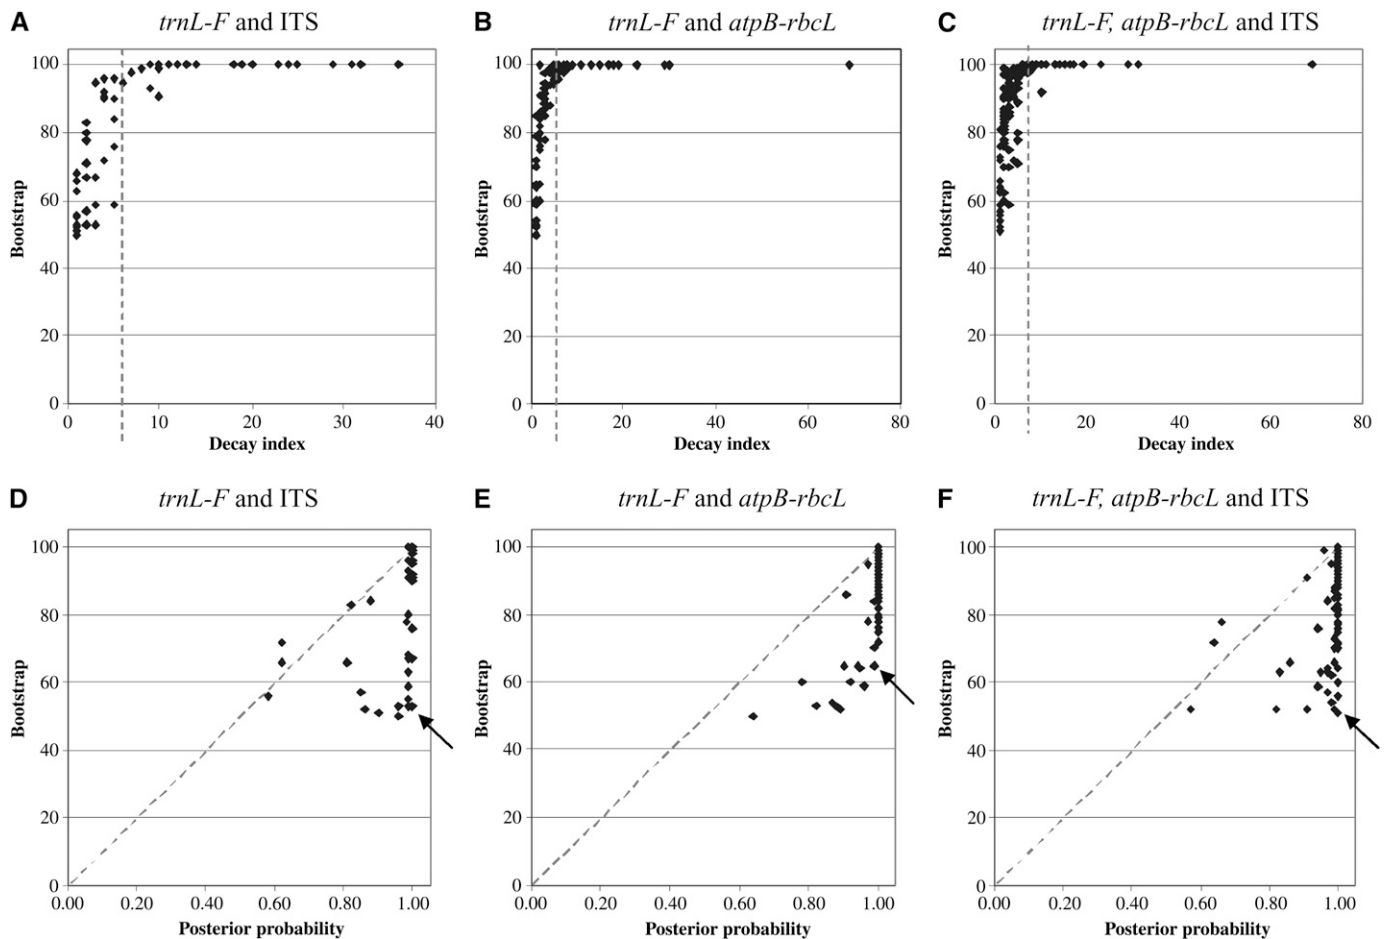 A trnL-F and ITS
B trnL-F and atpB-rbcL
C trnL-F, atpB-rbcL and ITS
100
80
60
40
20
0
Bootstrap
0 10 20 30 40
Decay index
100
80
60
40
20
0
Bootstrap
0 20 40 60 80
Decay index
100
80
60
40
20
0
Bootstrap
0 20 40 60 80
Decay index
D trnL-F and ITS
E trnL-F and atpB-rbcL
F trnL-F, atpB-rbcL and ITS
100
80
60
40
20
0
Bootstrap
0.00 0.20 0.40 0.60 0.80 1.00
Posterior probability
100
80
60
40
20
0
Bootstrap
0.00 0.20 0.40 0.60 0.80 1.00
Posterior probability
100
80
60
40
20
0
Bootstrap
0.00 0.20 0.40 0.60 0.80 1.00
Posterior probability